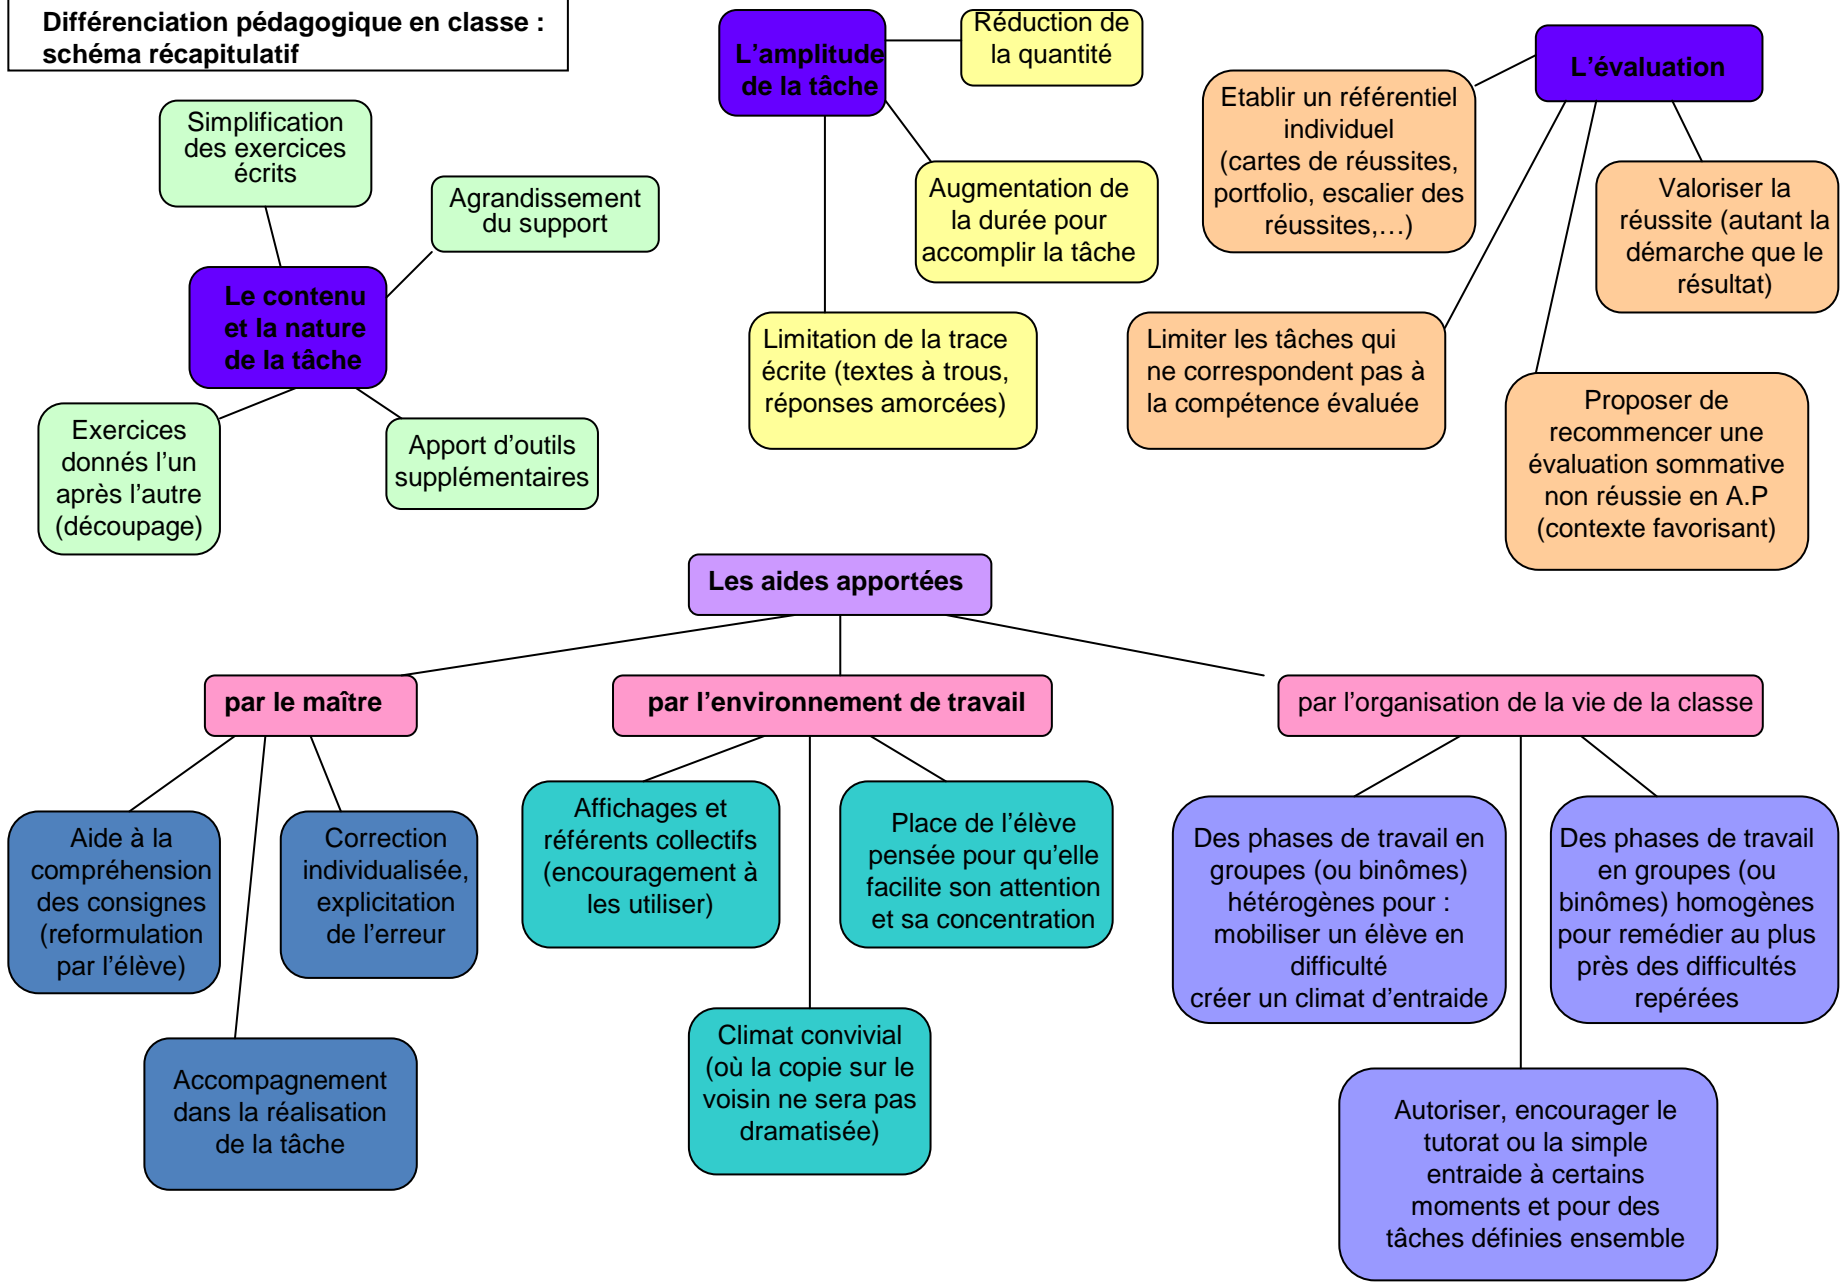 Différenciation pédagogique en classe :
schéma récapitulatif
Simplification
des exercices
écrits
Agrandissement
du support
Le contenu
et la nature
de la tâche
Exercices
donnés l’un
après l’autre
(découpage)
Apport d’outils
supplémentaires
L’amplitude
de la tâche
Réduction de
la quantité
Augmentation de
la durée pour
accomplir la tâche
Limitation de la trace
écrite (textes à trous,
réponses amorcées)
L’évaluation
Etablir un référentiel
individuel
(cartes de réussites,
portfolio, escalier des
réussites,…)
Valoriser la
réussite (autant la
démarche que le
résultat)
Limiter les tâches qui
ne correspondent pas à
la compétence évaluée
Proposer de
recommencer une
évaluation sommative
non réussie en A.P
(contexte favorisant)
Les aides apportées
par le maître
par l’environnement de travail
par l’organisation de la vie de la classe
Aide à la
compréhension
des consignes
(reformulation
par l’élève)
Correction
individualisée,
explicitation
de l’erreur
Accompagnement
dans la réalisation
de la tâche
Affichages et
référents collectifs
(encouragement à
les utiliser)
Place de l’élève
pensée pour qu’elle
facilite son attention
et sa concentration
Climat convivial
(où la copie sur le
voisin ne sera pas
dramatisée)
Des phases de travail en
groupes (ou binômes)
hétérogènes pour :
mobiliser un élève en
difficulté
créer un climat d’entraide
Des phases de travail
en groupes (ou
binômes) homogènes
pour remédier au plus
près des difficultés
repérées
Autoriser, encourager le
tutorat ou la simple
entraide à certains
moments et pour des
tâches définies ensemble